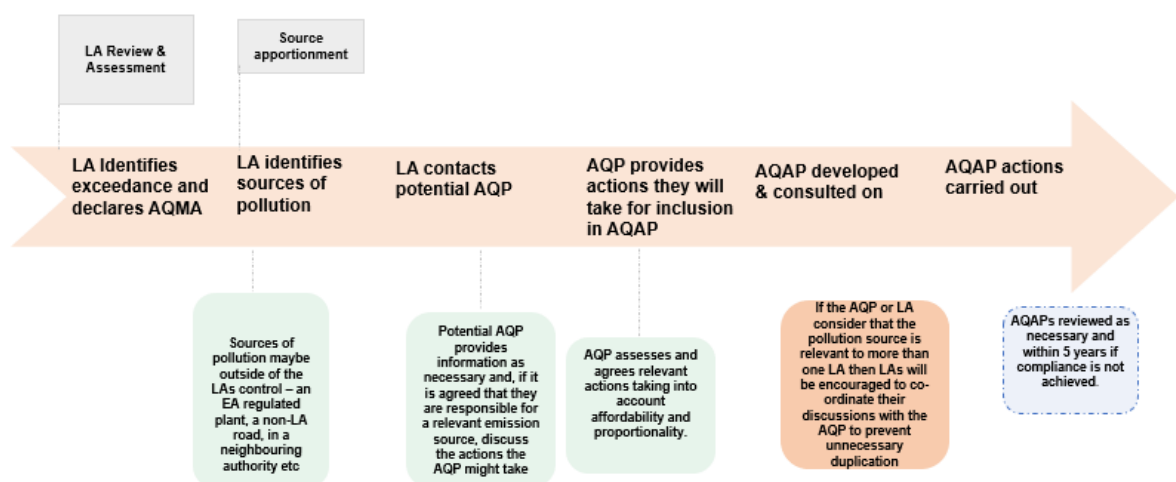 LA Review &
Assessment
Source
apportionment
LA Identifies
exceedance and
declares AQMA
LA identifies
sources of
pollution
LA contacts
potential AQP
AQP provides
actions they will
take for inclusion
in AQAP
AQAP developed
& consulted on
AQAP actions
carried out
Sources of
pollution maybe
outside of the
LAs control – an
EA regulated
plant, a non-LA
road, in a
neighbouring
authority etc
Potential AQP
provides
information as
necessary and, if it
is agreed that they
are responsible for
a relevant emission
source, discuss
the actions the
AQP might take
AQP assesses and
agrees relevant
actions taking into
account
affordability and
proportionality.
If the AQP or LA
consider that the
pollution source is
relevant to more than
one LA then LAs will
be encouraged to co-
ordinate their
discussions with the
AQP to prevent
unnecessary
duplication
AQAPs reviewed as
necessary and
within 5 years if
compliance is not
achieved.